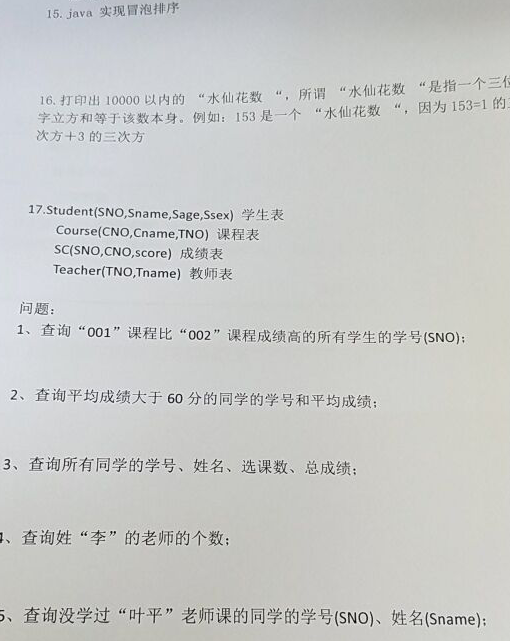 15. java 实现冒泡排序
16. 打印出 10000 以内的 “水仙花数 “，所谓 “水仙花数 “是指一个三位
字立方和等于该数本身。例如：153 是一个 “水仙花数 “，因为 153=1 的
次方＋3 的三次方
17.Student(SNO,Sname,Sage,Ssex) 学生表
Course(CNO,Cname,TNO) 课程表
SC(SNO,CNO,score) 成绩表
Teacher(TNO,Tname) 教师表
问题：
1、查询“001”课程比“002”课程成绩高的所有学生的学号(SNO)；
2、查询平均成绩大于 60 分的同学的学号和平均成绩；
3、查询所有同学的学号、姓名、选课数、总成绩；
4、查询姓“李”的老师的个数；
5、查询没学过“叶平”老师课的同学的学号(SNO)、姓名(Sname)；